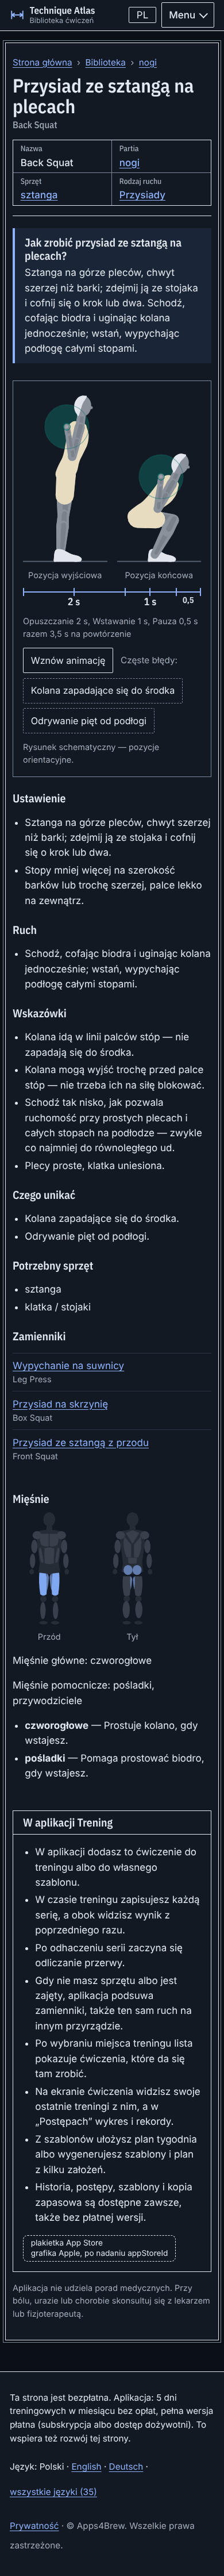 Technique Atlas
Biblioteka ćwiczeń
PL
Menu
Strona główna › Biblioteka › nogi
Przysiad ze sztangą na
plecach
Back Squat
Nazwa
Back Squat
Partia
nogi
Sprzęt
sztanga
Rodzaj ruchu
Przysiady
Jak zrobić przysiad ze sztangą na
plecach?
Sztanga na górze pleców, chwyt
szerzej niż barki; zdejmij ją ze stojaka
i cofnij się o krok lub dwa. Schodź,
cofając biodra i uginając kolana
jednocześnie; wstań, wypychając
podłogę całymi stopami.
Pozycja wyjściowa
Pozycja końcowa
2 s
1 s
0,5
Opuszczanie 2 s, Wstawanie 1 s, Pauza 0,5 s
razem 3,5 s na powtórzenie
Wznów animację
Częste błędy:
Kolana zapadające się do środka
Odrywanie pięt od podłogi
Rysunek schematyczny — pozycje
orientacyjne.
Ustawienie
• Sztanga na górze pleców, chwyt szerzej
niż barki; zdejmij ją ze stojaka i cofnij
się o krok lub dwa.
• Stopy mniej więcej na szerokość
barków lub trochę szerzej, palce lekko
na zewnątrz.
Ruch
• Schodź, cofając biodra i uginając kolana
jednocześnie; wstań, wypychając
podłogę całymi stopami.
Wskazówki
• Kolana idą w linii palców stóp — nie
zapadają się do środka.
• Kolana mogą wyjść trochę przed palce
stóp — nie trzeba ich na siłę blokować.
• Schodź tak nisko, jak pozwala
ruchomość przy prostych plecach i
całych stopach na podłodze — zwykle
co najmniej do równoległego ud.
• Plecy proste, klatka uniesiona.
Czego unikać
• Kolana zapadające się do środka.
• Odrywanie pięt od podłogi.
Potrzebny sprzęt
• sztanga
• klatka / stojaki
Zamienniki
Wypychanie na suwnicy
Leg Press
Przysiad na skrzynię
Box Squat
Przysiad ze sztangą z przodu
Front Squat
Mięśnie
Przód
Tył
Mięśnie główne: czworogłowe
Mięśnie pomocnicze: pośladki,
przywodziciele
• czworogłowe — Prostuje kolano, gdy
wstajesz.
• pośladki — Pomaga prostować biodro,
gdy wstajesz.
W aplikacji Trening
• W aplikacji dodasz to ćwiczenie do
treningu albo do własnego
szablonu.
• W czasie treningu zapisujesz każdą
serię, a obok widzisz wynik z
poprzedniego razu.
• Po odhaczeniu serii zaczyna się
odliczanie przerwy.
• Gdy nie masz sprzętu albo jest
zajęty, aplikacja podsuwa
zamienniki, także ten sam ruch na
innym przyrządzie.
• Po wybraniu miejsca treningu lista
pokazuje ćwiczenia, które da się
tam zrobić.
• Na ekranie ćwiczenia widzisz swoje
ostatnie treningi z nim, a w
„Postępach” wykres i rekordy.
• Z szablonów ułożysz plan tygodnia
albo wygenerujesz szablony i plan
z kilku założeń.
• Historia, postępy, szablony i kopia
zapasowa są dostępne zawsze,
także bez płatnej wersji.
plakietka App Store
grafika Apple, po nadaniu appStoreId
Aplikacja nie udziela porad medycznych. Przy
bólu, urazie lub chorobie skonsultuj się z lekarzem
lub fizjoterapeutą.
Ta strona jest bezpłatna. Aplikacja: 5 dni
treningowych w miesiącu bez opłat, pełna wersja
płatna (subskrypcja albo dostęp dożywotni). To
wspiera też rozwój tej strony.
Język: Polski · English · Deutsch ·
wszystkie języki (35)
Prywatność · © Apps4Brew. Wszelkie prawa
zastrzeżone.